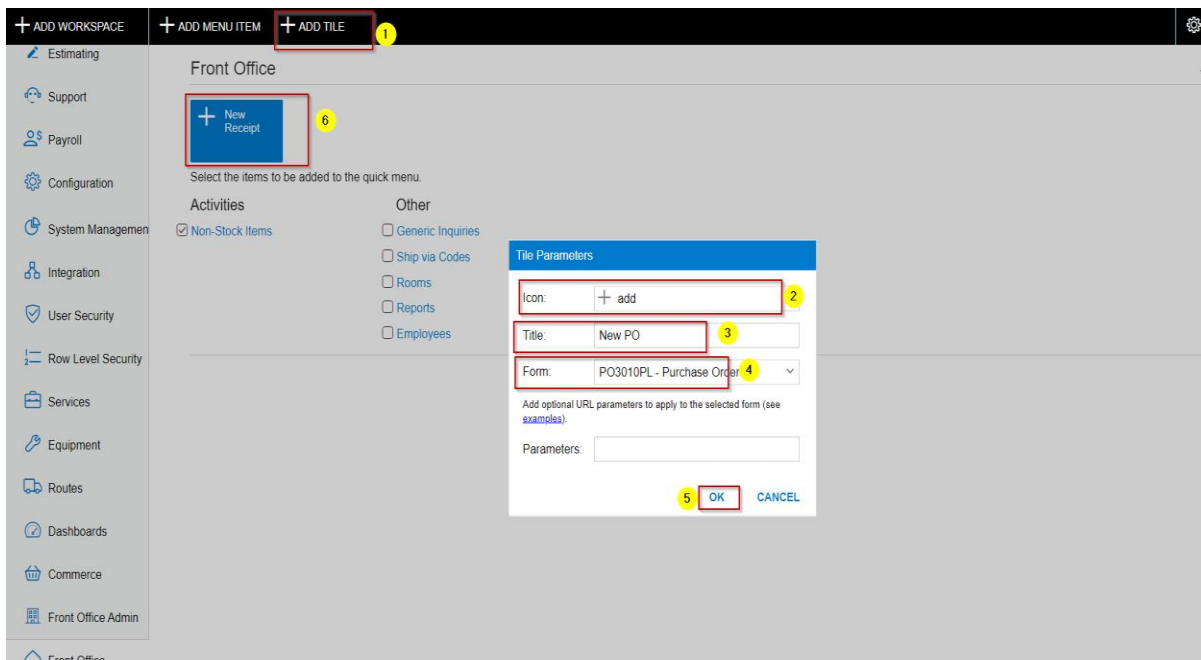 ADD WORKSPACE
ADD MENU ITEM
ADD TILE
1
Estimating
Support
Payroll
Configuration
System Managemen
Integration
User Security
1
2
Row Level Security
Services
Equipment
Routes
Dashboards
Commerce
Front Office Admin
Front Office
Front Office
New
Receipt
6
Select the items to be added to the quick menu.
Activities
Non-Stock Items
Other
Generic Inquiries
Ship via Codes
Rooms
Reports
Employees
Tile Parameters
Icon:
add
2
Title:
New PO
3
Form:
PO3010PL - Purchase Order
4
Add optional URL parameters to apply to the selected form (see
examples).
Parameters:
5
OK
CANCEL